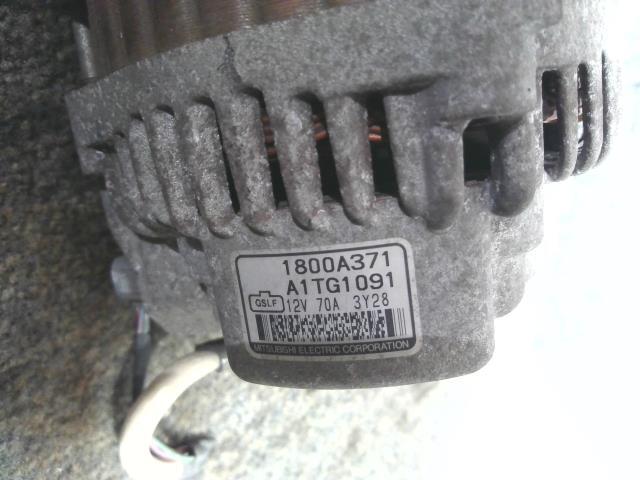 1800A371
A1TG1091
QSLF 12V 70A 3Y28
MITSUBISHI ELECTRIC CORPORATION